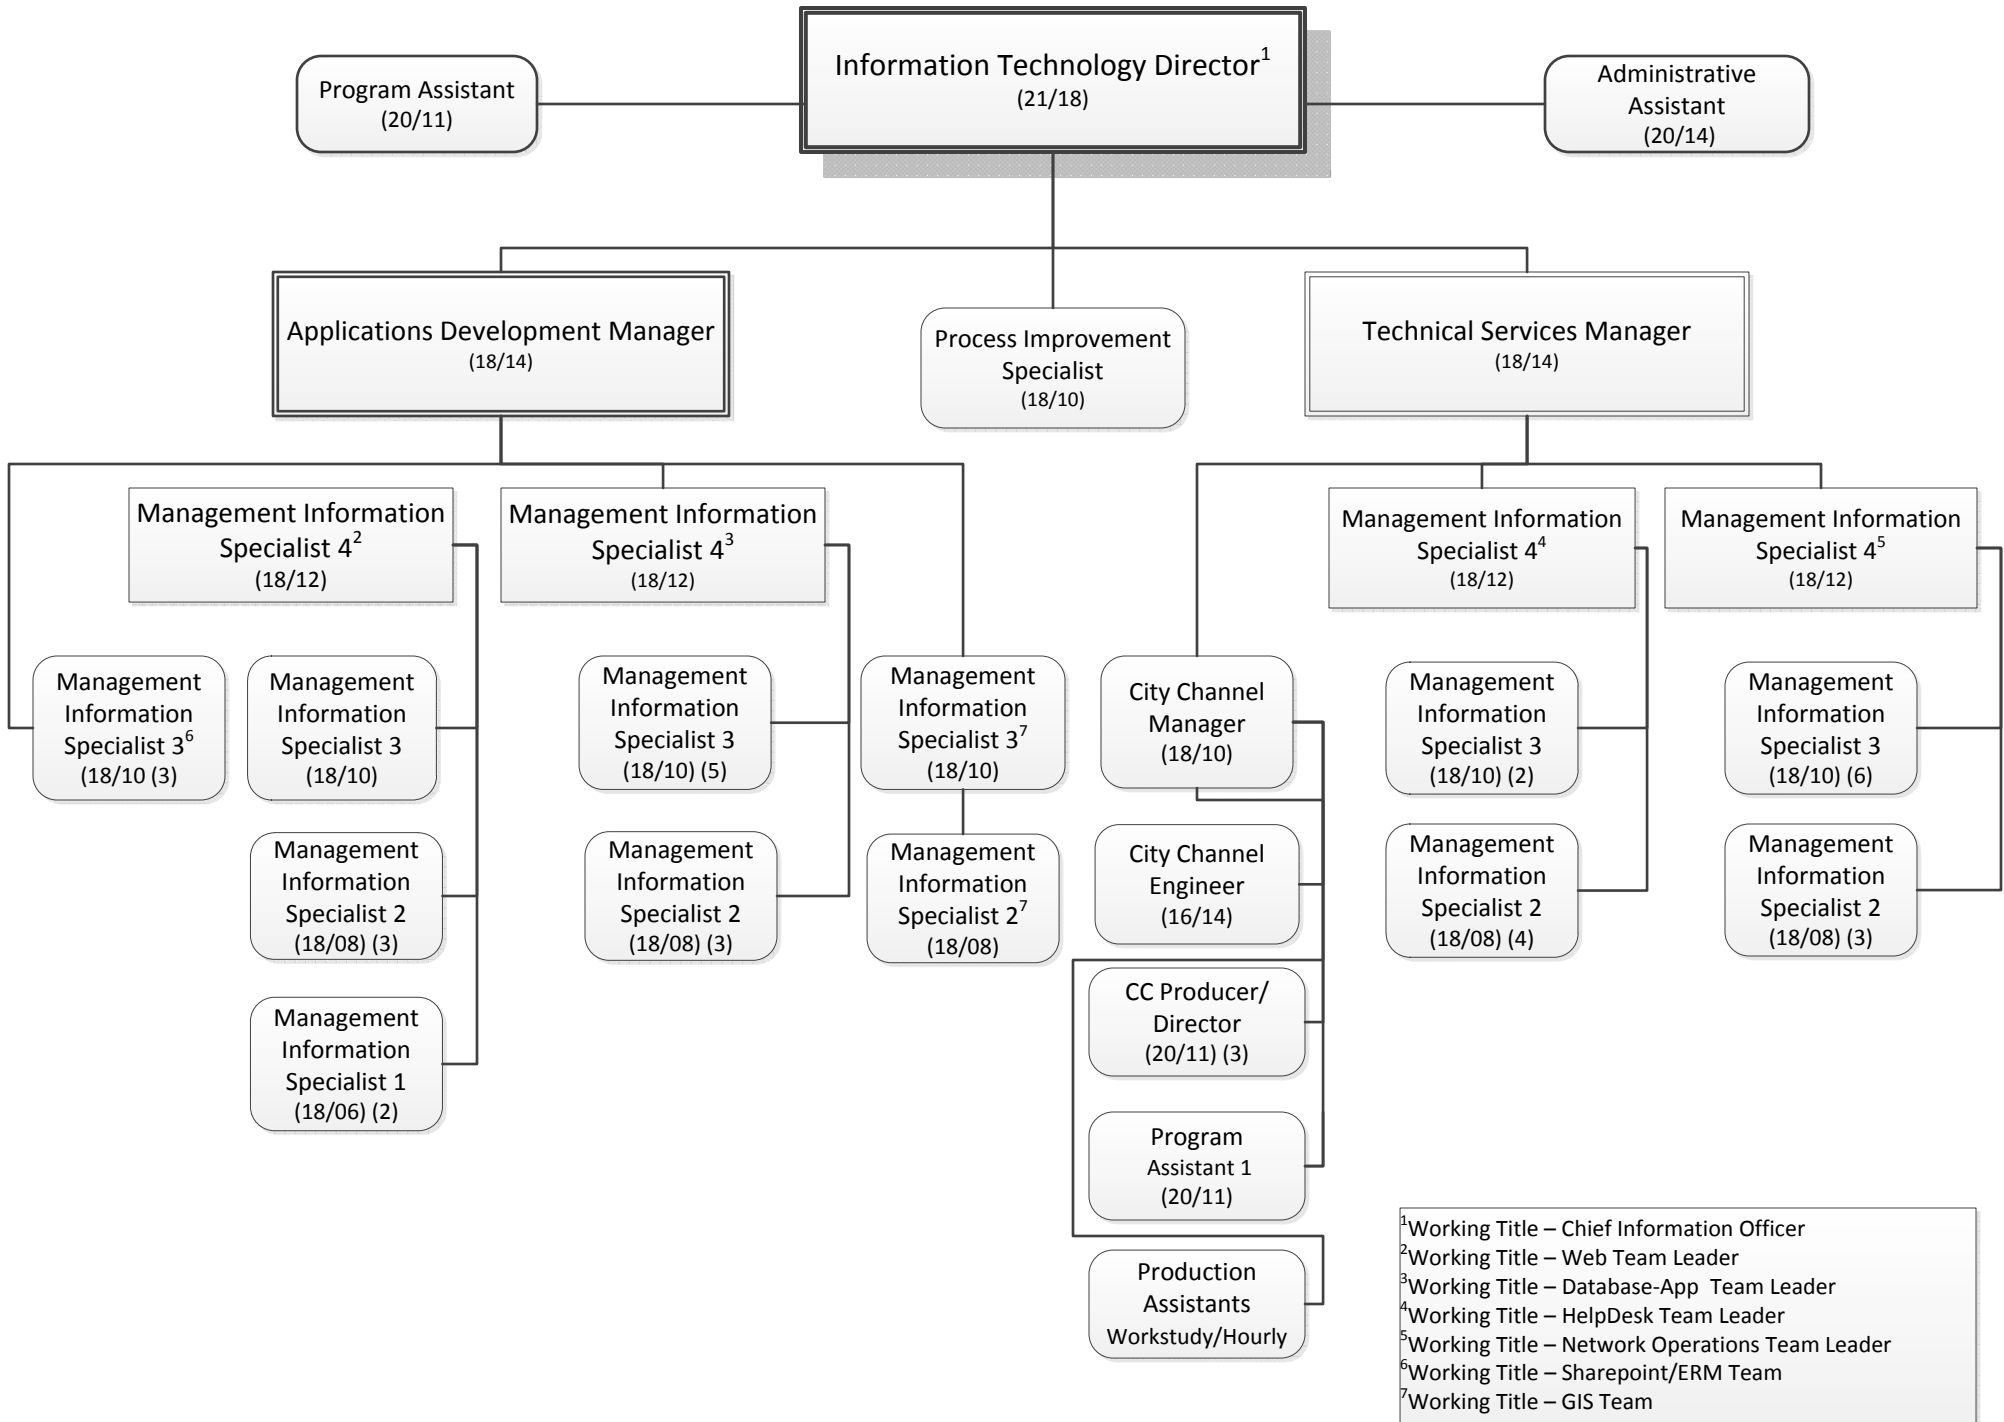 Information Technology Director¹
(21/18)
Program Assistant
(20/11)
Administrative
Assistant
(20/14)
Applications Development Manager
(18/14)
Process Improvement
Specialist
(18/10)
Technical Services Manager
(18/14)
Management Information
Specialist 4²
(18/12)
Management Information
Specialist 4³
(18/12)
Management Information
Specialist 4⁴
(18/12)
Management Information
Specialist 4⁵
(18/12)
Management
Information
Specialist 3⁶
(18/10 (3)
Management
Information
Specialist 3
(18/10)
Management
Information
Specialist 3
(18/10) (5)
Management
Information
Specialist 3⁷
(18/10)
City Channel
Manager
(18/10)
Management
Information
Specialist 3
(18/10) (2)
Management
Information
Specialist 3
(18/10) (6)
Management
Information
Specialist 2
(18/08) (3)
Management
Information
Specialist 2
(18/08) (3)
Management
Information
Specialist 2⁷
(18/08)
City Channel
Engineer
(16/14)
Management
Information
Specialist 2
(18/08) (4)
Management
Information
Specialist 2
(18/08) (3)
Management
Information
Specialist 1
(18/06) (2)
CC Producer/
Director
(20/11) (3)
Program
Assistant 1
(20/11)
Production
Assistants
Workstudy/Hourly
¹Working Title – Chief Information Officer
²Working Title – Web Team Leader
³Working Title – Database-App  Team Leader
⁴Working Title – HelpDesk Team Leader
⁵Working Title – Network Operations Team Leader
⁶Working Title – Sharepoint/ERM Team
⁷Working Title – GIS Team